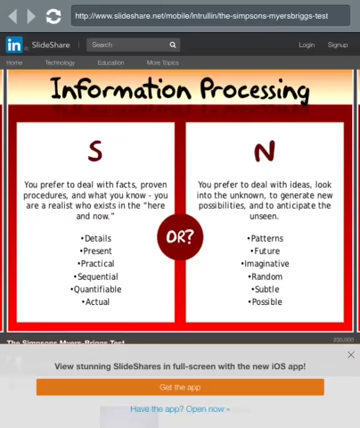 http://www.slideshare.net/mobile/lntrullin/the-simpsons-myersbriggs-test
in SlideShare Search Login Signup
Home Technology Education More Topics
Information Processing
S
You prefer to deal with facts, proven
procedures, and what you know - you
are a realist who exists in the "here
and now."
•Details
•Present
•Practical
•Sequential
•Quantifiable
•Actual
OR?
N
You prefer to deal with ideas, look
into the unknown, to generate new
possibilities, and to anticipate the
unseen.
•Patterns
•Future
•Imaginative
•Random
•Subtle
•Possible
The Simpsons Myers-Briggs Test
View stunning SlideShares in full-screen with the new iOS app!
Get the app
Have the app? Open now »